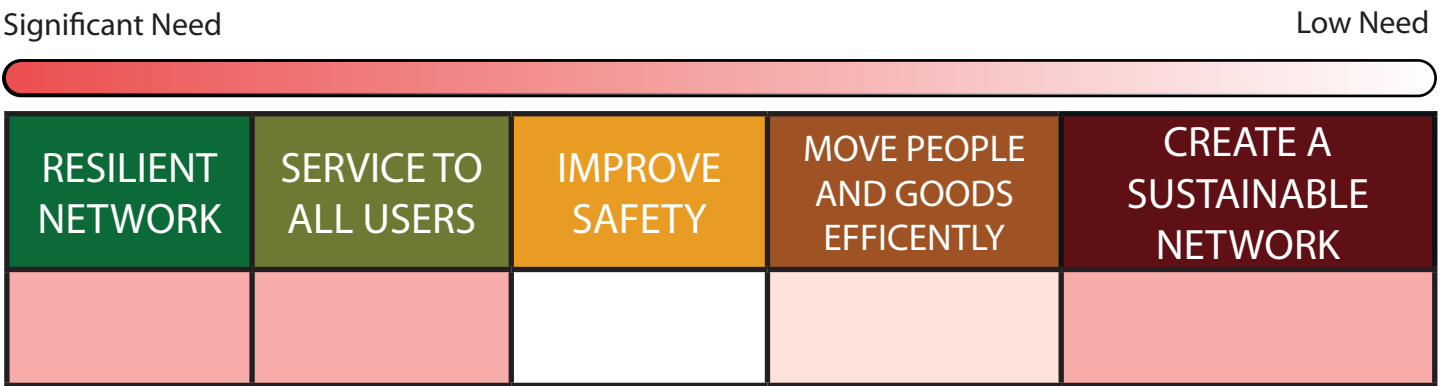 Significant Need
Low Need
RESILIENT
NETWORK
SERVICE TO
ALL USERS
IMPROVE
SAFETY
MOVE PEOPLE
AND GOODS
EFFICENTLY
CREATE A
SUSTAINABLE
NETWORK